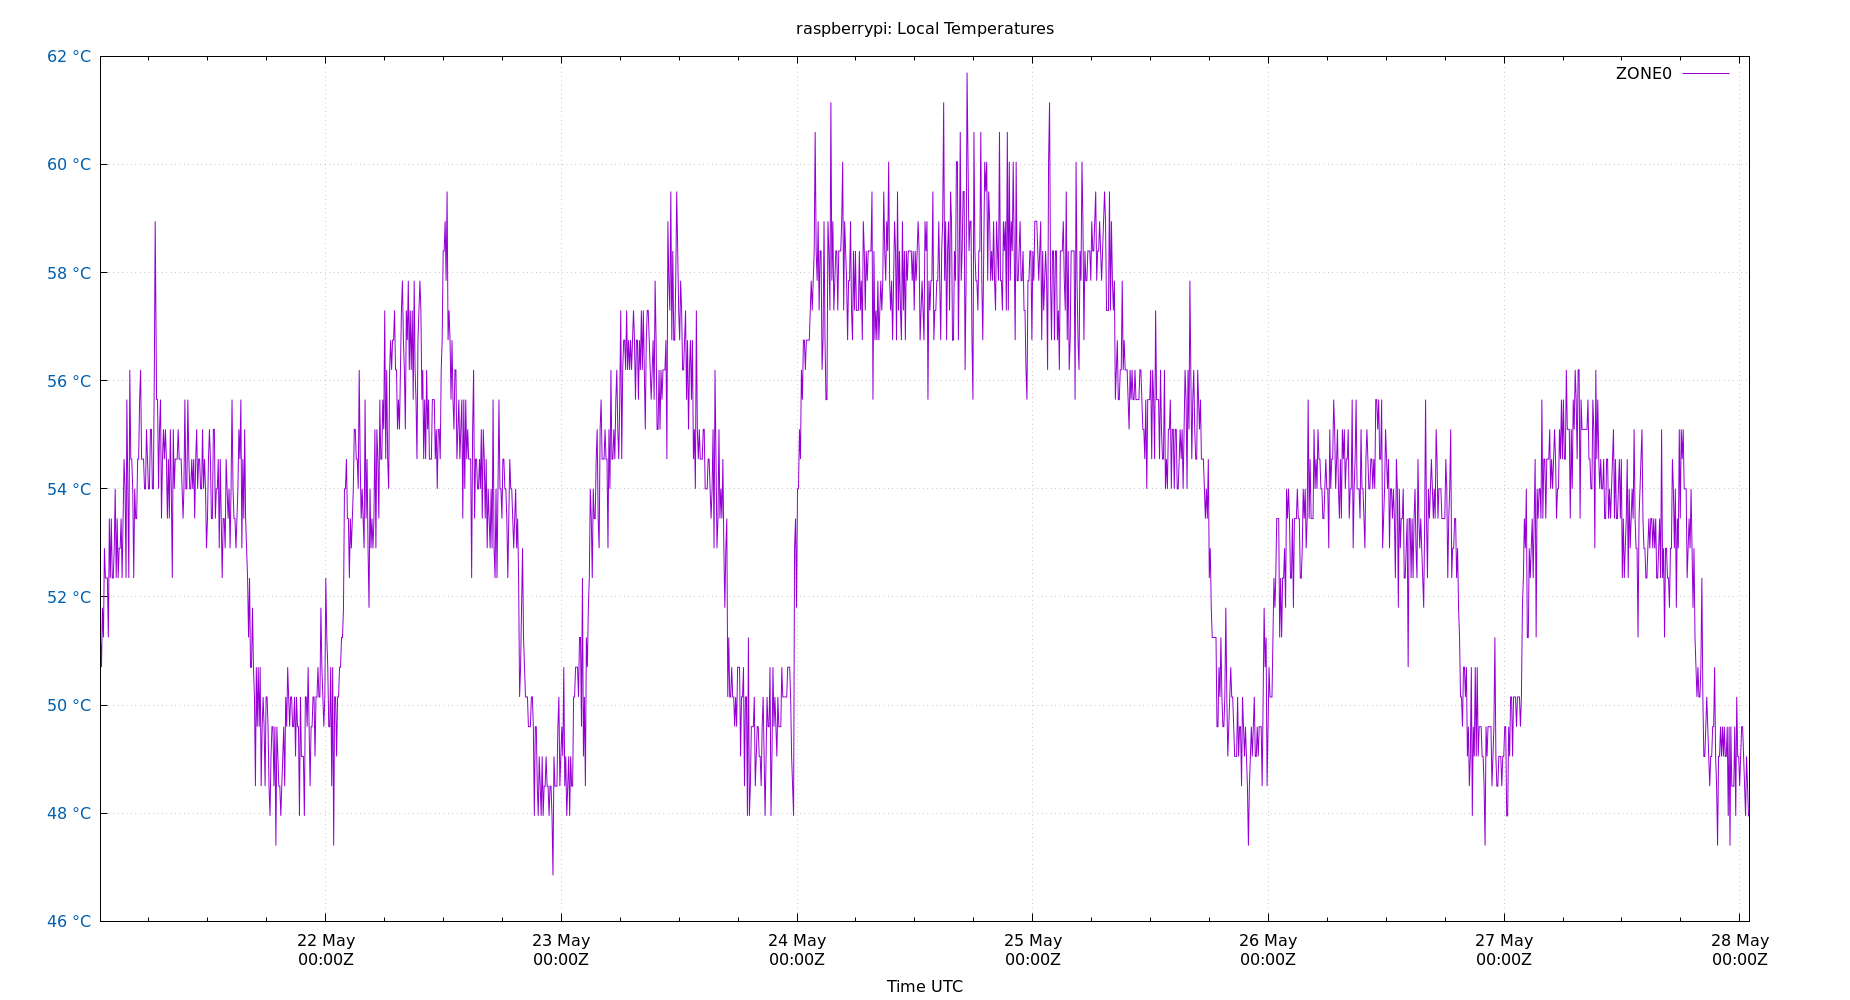 raspberrypi: Local Temperatures
62 °C
ZONE0
60 °C
58 °C
56 °C
54 °C
52 °C
50 °C
48 °C
46 °C
22 May 23 May 24 May 25 May 26 May 27 May 28 May
00:00Z 00:00Z 00:00Z 00:00Z 00:00Z 00:00Z 00:00Z
Time UTC